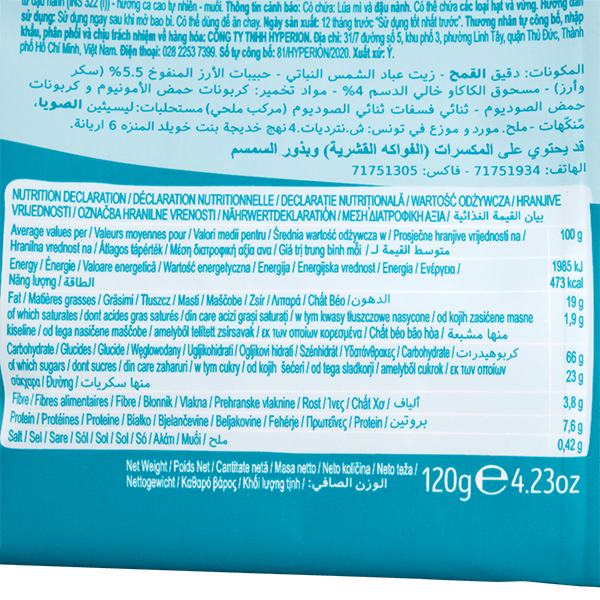 từ đậu nành (INS 322 (i)) - hương ca cao tự nhiên - muối. Thông tin cảnh báo: Có chứa: Lúa mì và đậu nành. Có thể chứa các loại hạt và vừng. Hướng dẫn
sử dụng: Sử dụng ngay sau khi mở bao bì. Có thể dùng để ăn chay. Ngày sản xuất: 12 tháng trước "Sử dụng tốt nhất trước". Thương nhân tự công bố, nhập
khẩu, phân phối và chịu trách nhiệm về hàng hóa: CÔNG TY TNHH HYPERION. Địa chỉ: 31/7 đường số 5, khu phố 3, phường Linh Tây, quận Thủ Đức, Thành
phố Hồ Chí Minh, Việt Nam. Điện thoại: 028 2253 7399. Số tự công bố: 81/HYPERION/2020. Xuất xứ: Ý.
المكونات: دقيق القمح - زيت عباد الشمس النباتي - حبيبات الأرز المنفوخ 5.5% (سكر
وأرز) - مسحوق الكاكاو خالي الدسم 4% - مواد تخمير: كربونات حمض الأمونيوم و كربونات
حمض الصوديوم - ثنائي فسفات ثنائي الصوديوم (مركب ملحي) مستحلبات: ليسيثين الصويا،
مُنكّهات - ملح. مورد و موزع في تونس: ش.نترديات. 4 نهج خديجة بنت خويلد المنزه 6 اريانة.
قد يحتوي على المكسرات (الفواكه القشرية) وبذور السمسم
الهاتف: 71751934 - فاكس: 71751305
NUTRITION DECLARATION / DÉCLARATION NUTRITIONNELLE / DECLARAȚIE NUTRIȚIONALĂ / WARTOŚĆ ODŻYWCZA / HRANJIVE
VRIJEDNOSTI / OZNAČBA HRANILNE VRENOSTI / NÄHRWERTDEKLARATION / ΜΕΣΗ ΔΙΑΤΡΟΦΙΚΗ ΑΞΙΑ / بيان القيمة الغذائية
Average values per / Valeurs moyennes pour / Valori medii pentru / Średnia wartość odżywcza w / Prosječne hranjive vrijednosti na / 100 g
Hranilna vrednost na / Átlagos tápérték / Μέση διατροφική αξία ανα / Giá trị trung bình mỗi / متوسط القيمة لـ
Energy / Énergie / Valoare energetică / Wartość energetyczna / Energija / Energijska vrednost / Energia / Ενέργεια / 1985 kJ
Năng lượng / الطاقة 473 kcal
Fat / Matières grasses / Grăsimi / Tłuszcz / Masti / Maščobe / Zsír / Λιπαρά / Chất Béo / الدهون 19 g
of which saturates / dont acides gras saturés / din care acizi grași saturați / w tym kwasy tłuszczowe nasycone / od kojih zasićene masne 1,9 g
kiseline / od tega nasičene maščobe / amelyből telített zsírsavak / εκ των οποίων κορεσμένα / Chất béo bão hòa / منها مشبعة
Carbohydrate / Glucides / Glucide / Węglowodany / Ugljikohidrati / Ogljikovi hidrati / Szénhidrát / Υδατάνθρακες / Carbohydrate / كربوهيدرات 66 g
of which sugars / dont sucres / din care zaharuri / w tym cukry / od kojih šećeri / od tega sladkorji / amelyből cukrok / εκ των οποίων 23 g
σάκχαρα / Đường / منها سكريات
Fibre / Fibres alimentaires / Fibre / Błonnik / Vlakna / Prehranske vlaknine / Rost / Ίνες / Chất Xơ / ألياف 3,8 g
Protein / Protéines / Proteine / Białko / Bjelančevine / Beljakovine / Fehérje / Πρωτεΐνες / Protein / بروتين 7,6 g
Salt / Sel / Sare / Sól / Sol / Sol / Só / Αλάτι / Muối / ملح 0,42 g
Net Weight / Poids Net / Cantitate netă / Masa netto / Neto količina / Neto teža /
Nettogewicht / Καθαρό βάρος / Khối lượng tịnh / الوزن الصافي: 120g ℮ 4.23oz